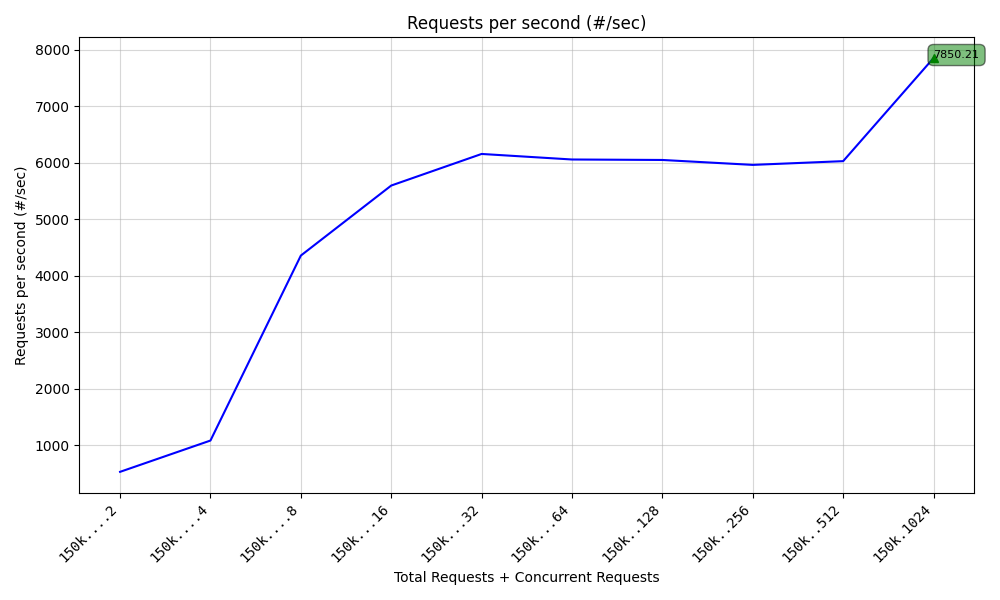 Requests per second (#/sec)
8000
7000
6000
5000
4000
3000
2000
1000
Requests per second (#/sec)
7850.21
150k....2
150k....4
150k....8
150k...16
150k...32
150k...64
150k..128
150k..256
150k..512
150k.1024
Total Requests + Concurrent Requests